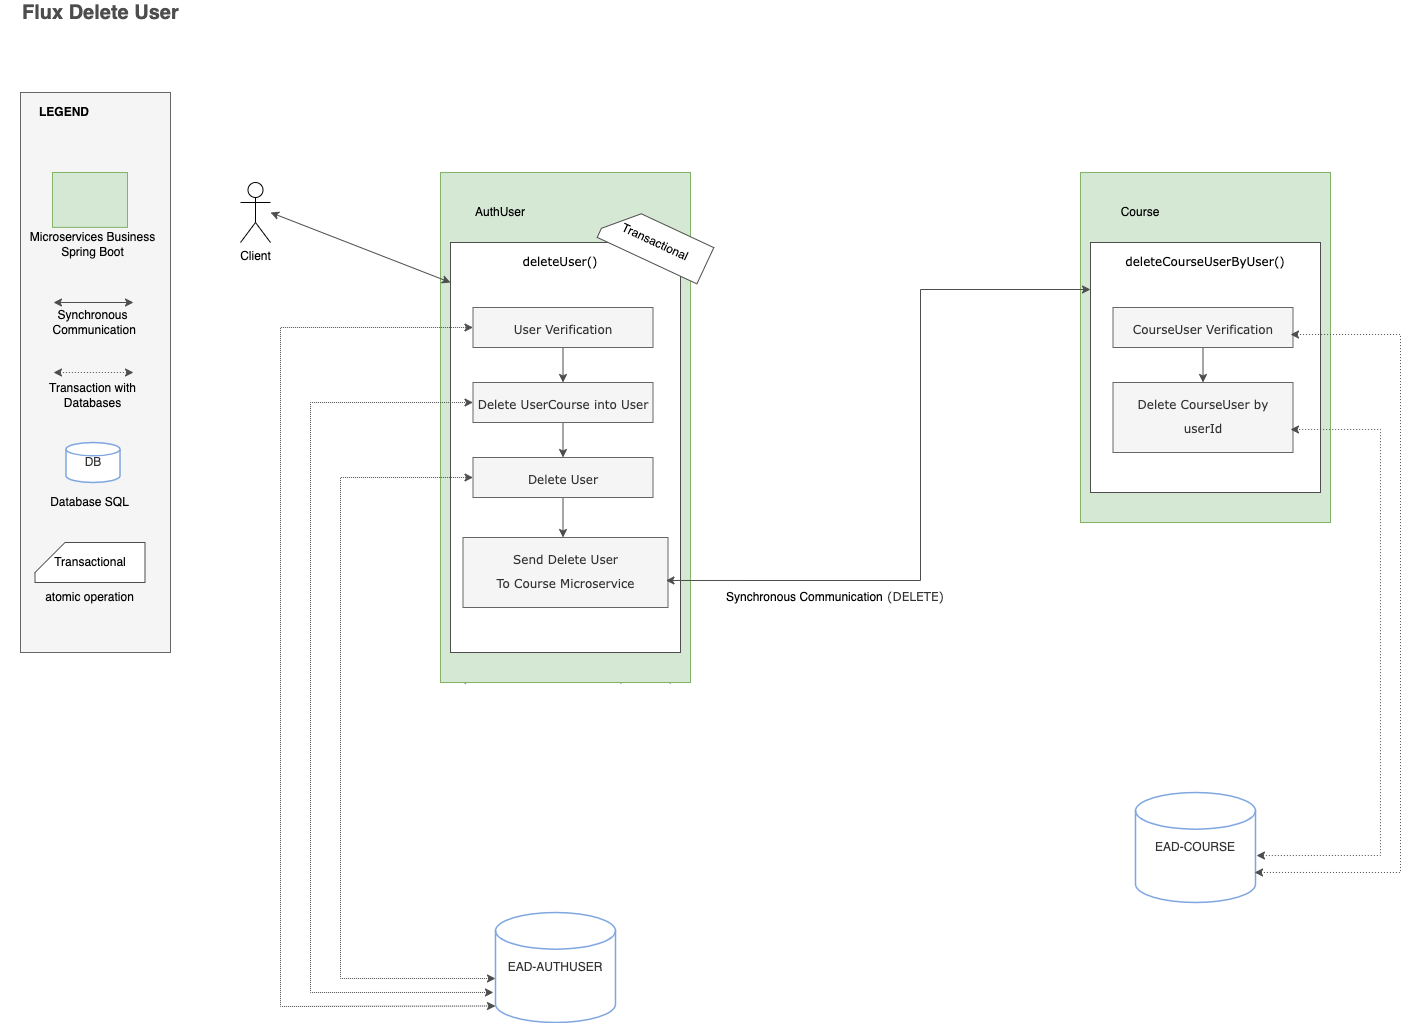 Flux Delete User
LEGEND
Microservices Business
Spring Boot
Synchronous
Communication
Transaction with
Databases
DB
Database SQL
Transactional
atomic operation
Client
AuthUser
Transactional
deleteUser()
User Verification
Delete UserCourse into User
Delete User
Send Delete User
To Course Microservice
Synchronous Communication (DELETE)
Course
deleteCourseUserByUser()
CourseUser Verification
Delete CourseUser by
userId
EAD-COURSE
EAD-AUTHUSER